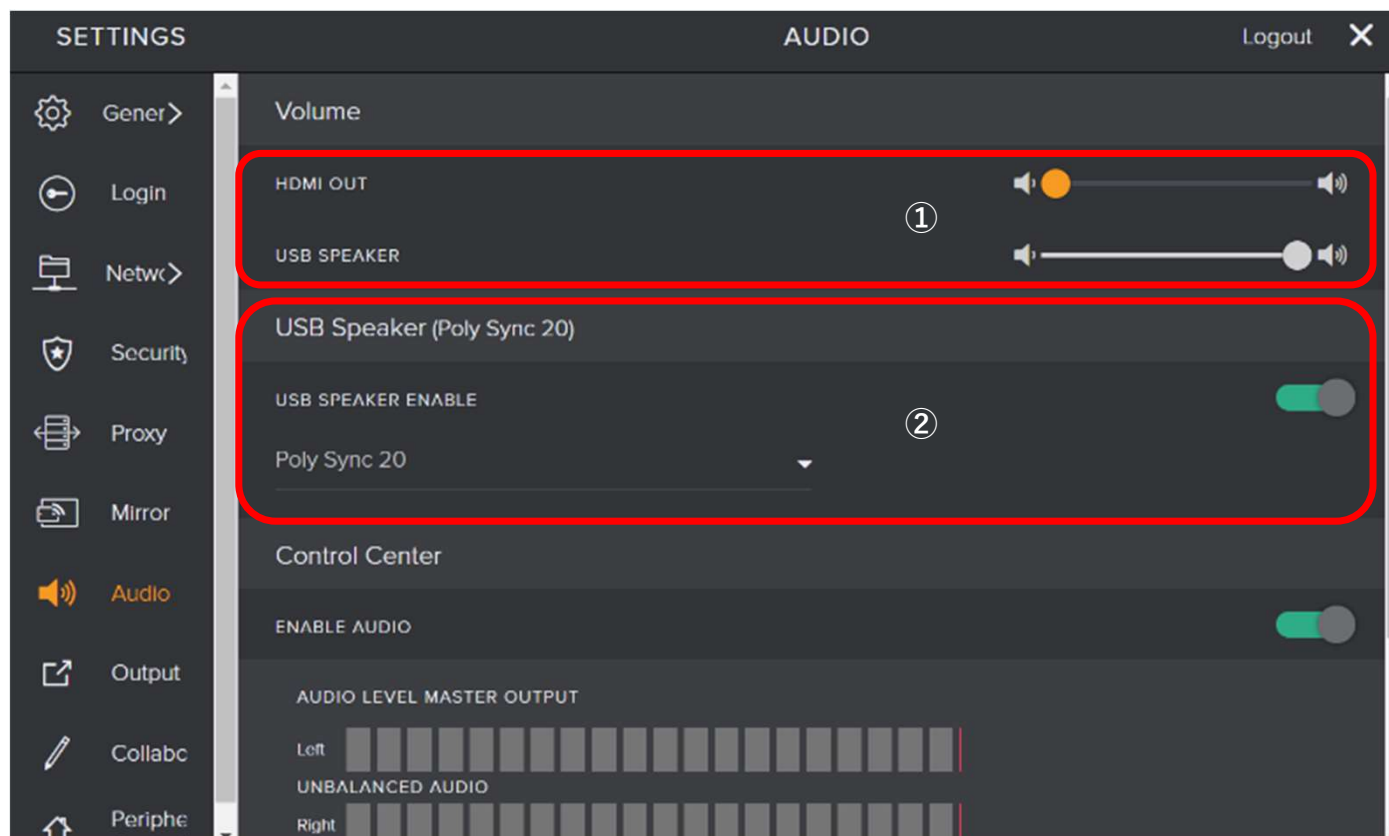 SETTINGS
AUDIO
Logout
Gener
Login
Netwc
Security
Proxy
Mirror
Audio
Output
Collabc
Periphe
Volume
HDMI OUT
①
USB SPEAKER
USB Speaker (Poly Sync 20)
USB SPEAKER ENABLE
②
Poly Sync 20
Control Center
ENABLE AUDIO
AUDIO LEVEL MASTER OUTPUT
Left
UNBALANCED AUDIO
Right